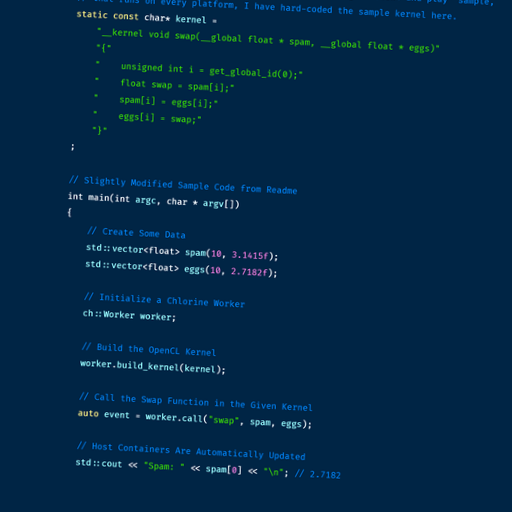 that runs on every platform, I have hard-coded the sample kernel here.
static const char* kernel =
"__kernel void swap(__global float * spam, __global float * eggs)"
"{"
"    unsigned int i = get_global_id(0);"
"    float swap = spam[i];"
"    spam[i] = eggs[i];"
"    eggs[i] = swap;"
"}"
;
// Slightly Modified Sample Code from Readme
int main(int argc, char * argv[])
{
// Create Some Data
std::vector<float> spam(10, 3.1415f);
std::vector<float> eggs(10, 2.7182f);
// Initialize a Chlorine Worker
ch::Worker worker;
// Build the OpenCL Kernel
worker.build_kernel(kernel);
// Call the Swap Function in the Given Kernel
auto event = worker.call("swap", spam, eggs);
// Host Containers Are Automatically Updated
std::cout << "Spam: " << spam[0] << "\n"; // 2.7182